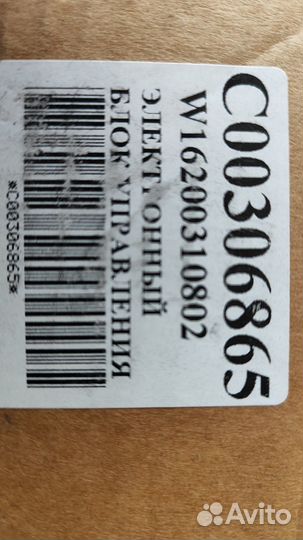 C00306865
W16200310802
ЭЛЕКТРОННЫЙ
БЛОК УПРАВЛЕНИЯ
*C00306865*
Avito